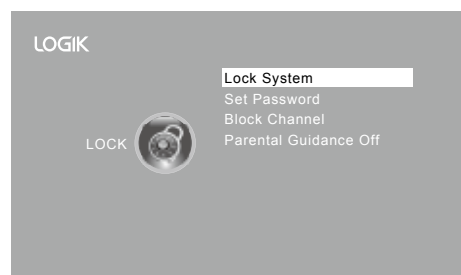 LOGIK
Lock System
Set Password
Block Channel
LOCK
Parental Guidance Off